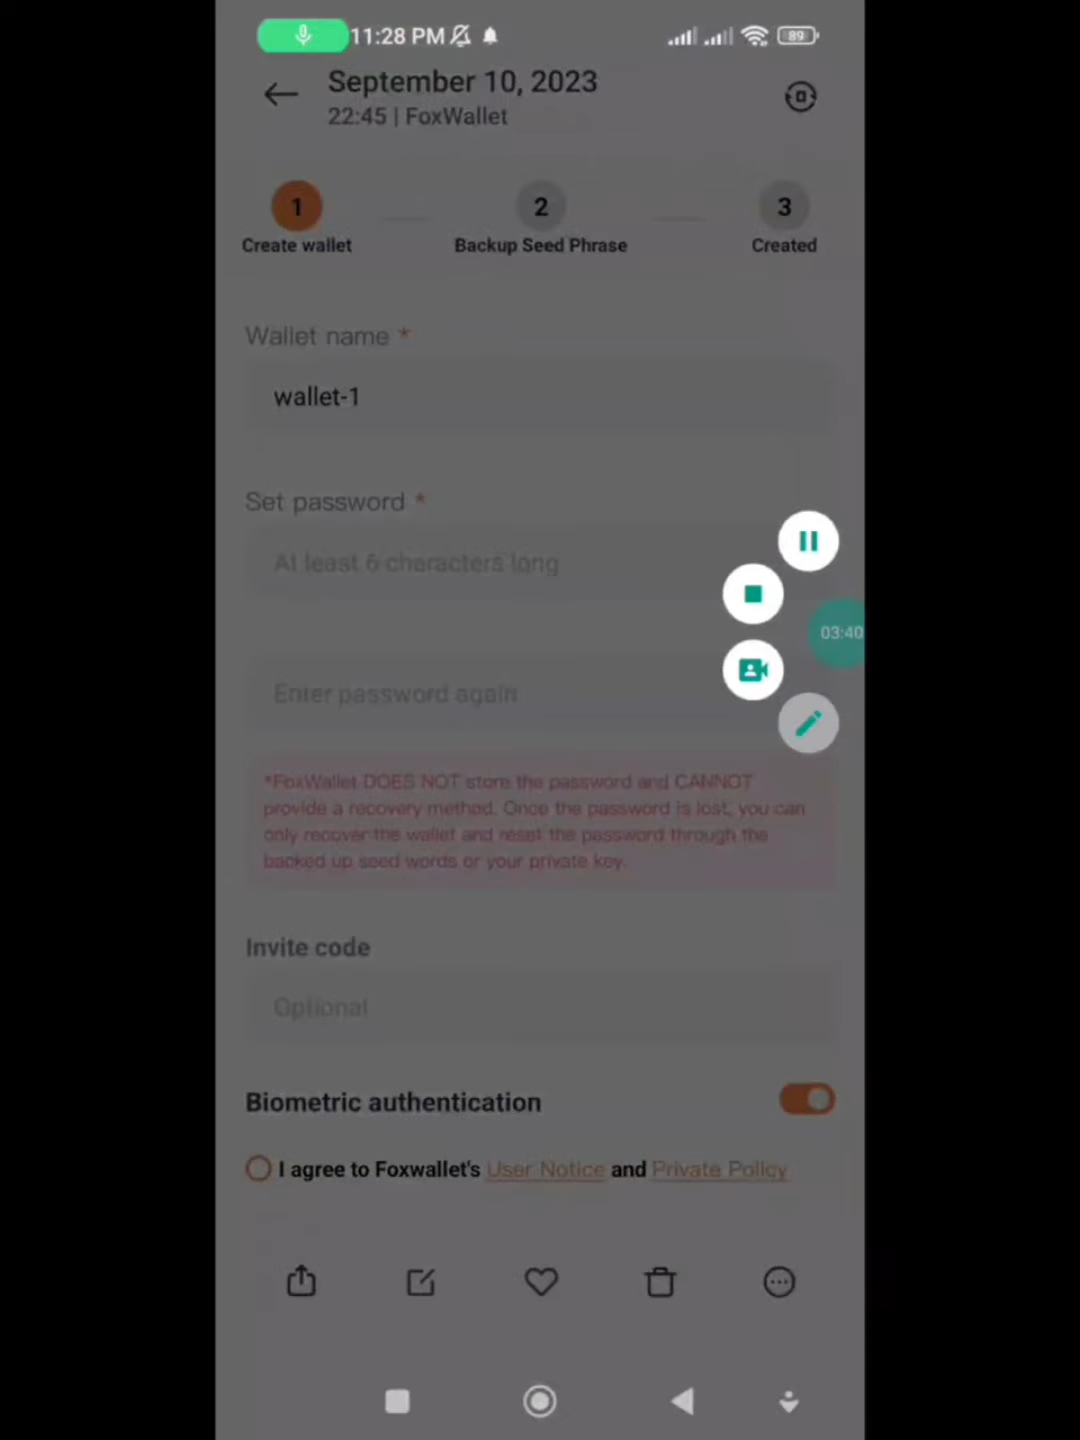 11:28 PM
89
September 10, 2023
22:45 | FoxWallet
1
2
3
Create wallet
Backup Seed Phrase
Created
Wallet name *
wallet-1
Set password *
At least 6 characters long
03:40
Enter password again
*FoxWallet DOES NOT store the password and CANNOT
provide a recovery method. Once the password is lost, you can
only recover the wallet and reset the password through the
backed up seed words or your private key.
Invite code
Optional
Biometric authentication
I agree to Foxwallet's User Notice and Private Policy